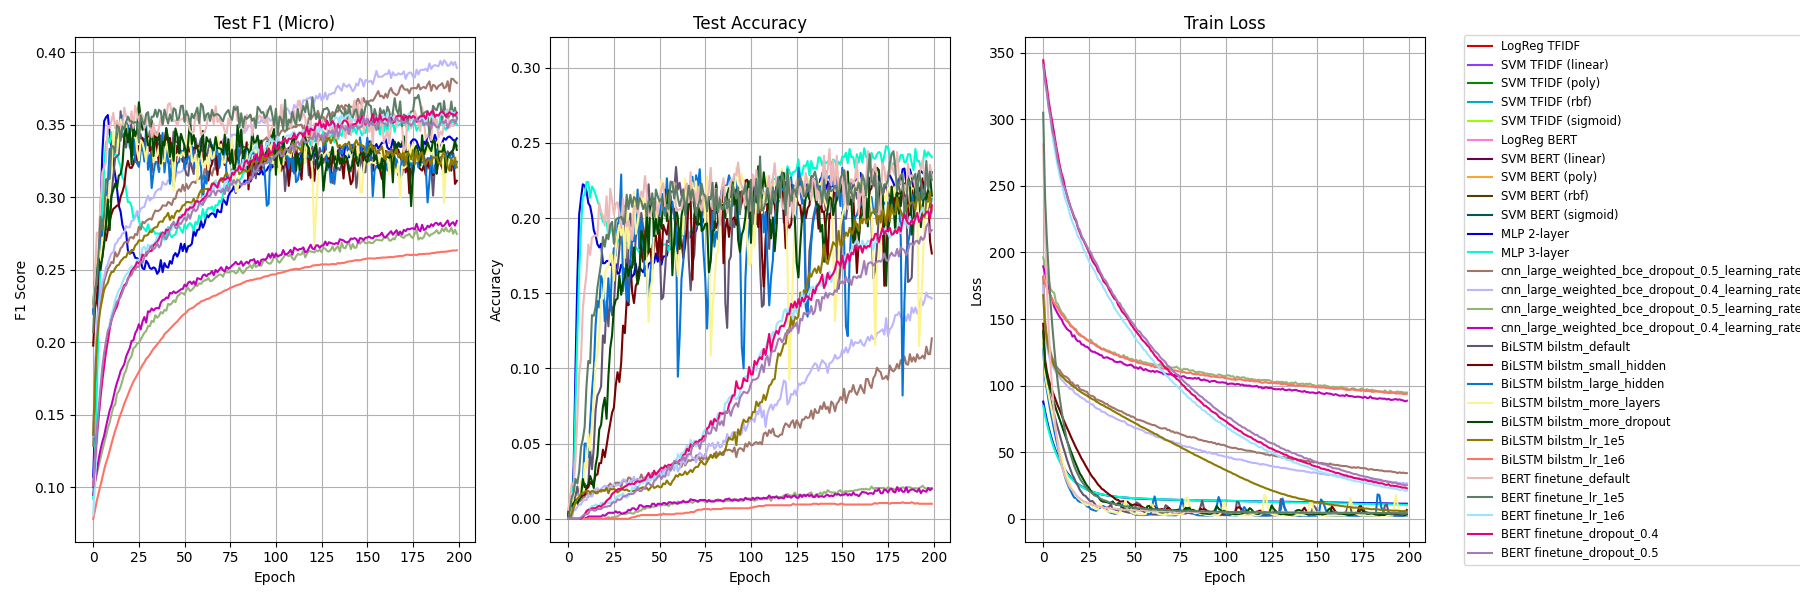 Test F1 (Micro)
F1 Score
0.40
0.35
0.30
0.25
0.20
0.15
0.10
0 25 50 75 100 125 150 175 200
Epoch
Test Accuracy
Accuracy
0.30
0.25
0.20
0.15
0.10
0.05
0.00
0 25 50 75 100 125 150 175 200
Epoch
Train Loss
Loss
350
300
250
200
150
100
50
0
0 25 50 75 100 125 150 175 200
Epoch
LogReg TFIDF
SVM TFIDF (linear)
SVM TFIDF (poly)
SVM TFIDF (rbf)
SVM TFIDF (sigmoid)
LogReg BERT
SVM BERT (linear)
SVM BERT (poly)
SVM BERT (rbf)
SVM BERT (sigmoid)
MLP 2-layer
MLP 3-layer
cnn_large_weighted_bce_dropout_0.5_learning_rate
cnn_large_weighted_bce_dropout_0.4_learning_rate
cnn_large_weighted_bce_dropout_0.5_learning_rate
cnn_large_weighted_bce_dropout_0.4_learning_rate
BiLSTM bilstm_default
BiLSTM bilstm_small_hidden
BiLSTM bilstm_large_hidden
BiLSTM bilstm_more_layers
BiLSTM bilstm_more_dropout
BiLSTM bilstm_lr_1e5
BiLSTM bilstm_lr_1e6
BERT finetune_default
BERT finetune_lr_1e5
BERT finetune_lr_1e6
BERT finetune_dropout_0.4
BERT finetune_dropout_0.5